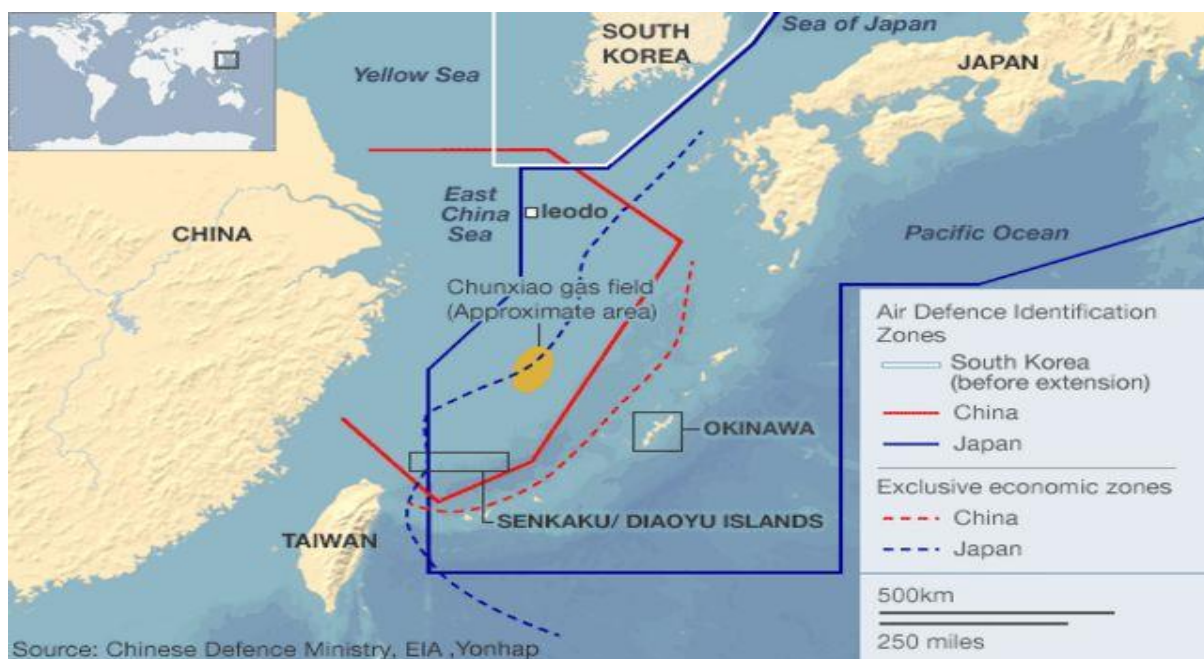 SOUTH
KOREA
Sea of Japan
JAPAN
Yellow Sea
East
China
Sea
Ieodo
CHINA
Pacific Ocean
Chunxiao gas field
(Approximate area)
OKINAWA
SENKAKU/ DIAOYU ISLANDS
TAIWAN
Air Defence Identification
Zones
South Korea
(before extension)
China
Japan
Exclusive economic zones
China
Japan
500km
250 miles
Source: Chinese Defence Ministry, EIA ,Yonhap